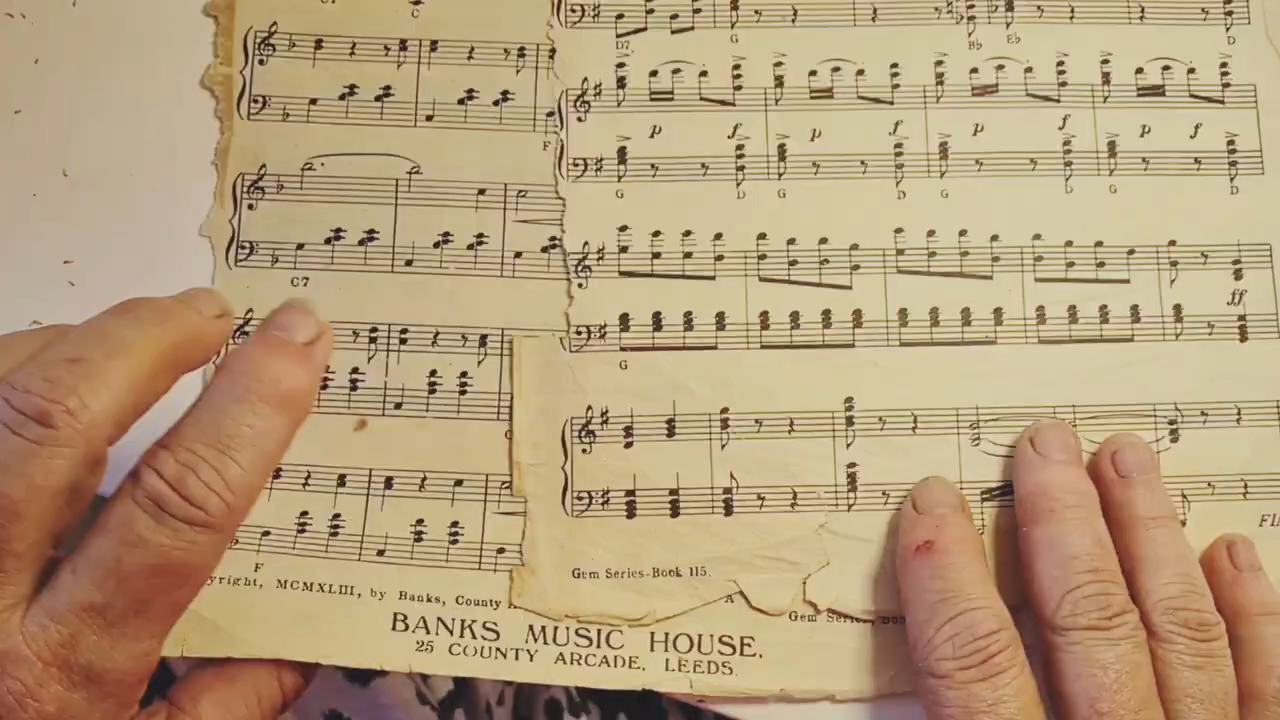 C
D7 G Bb Eb D
F
p f p f p f p f
G D G D G D G D
C7
ff
G
F
Gem Series-Book 115.
yright, MCMXLIII, by Banks, County A
A
Gem Serie
BANKS MUSIC HOUSE.
25 COUNTY ARCADE, LEEDS.